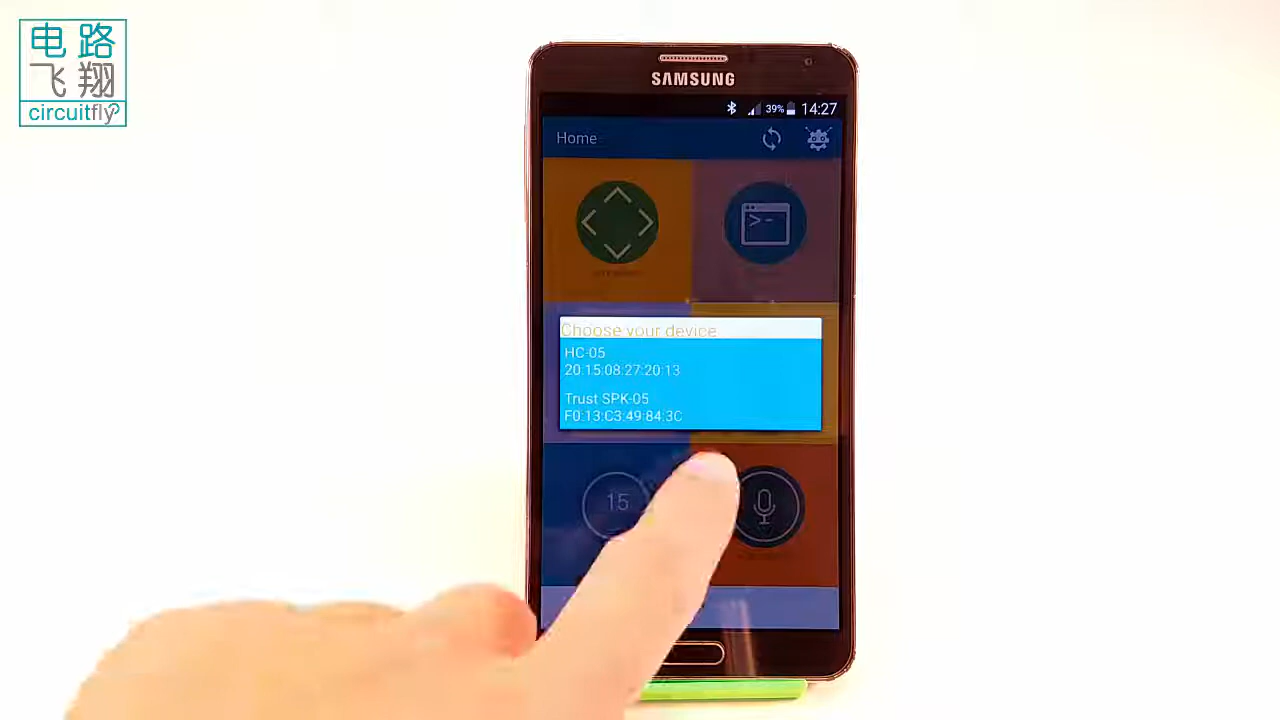 电路
飞翔
circuitfly
SAMSUNG
39% 14:27
Home
Choose your device
HC-05
20:15:08:27:20:13
Trust SPK-05
F0:13:C3:49:84:3C
15